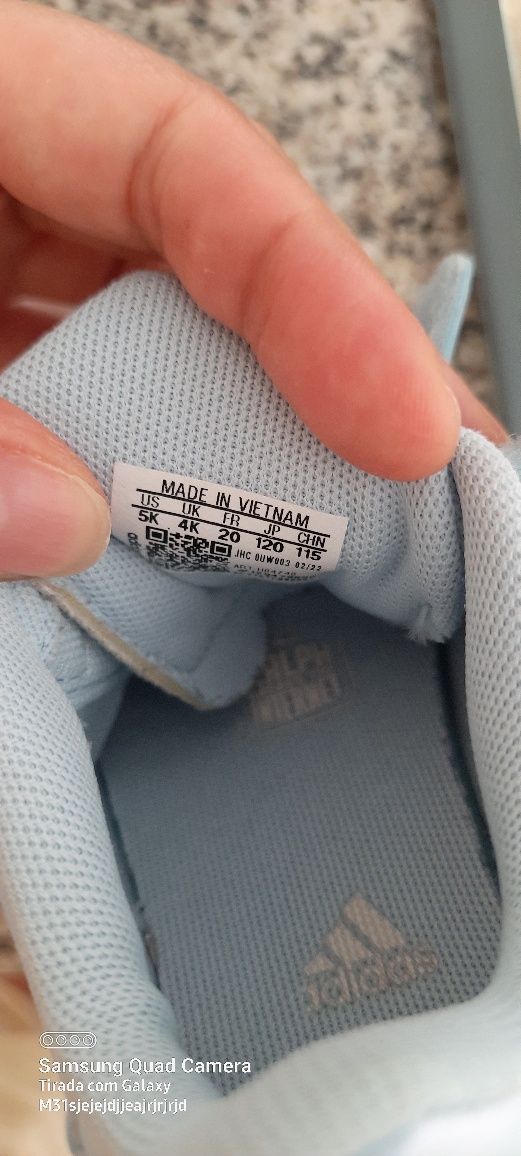 MADE IN VIETNAM
US UK FR JP CHN
5K 4K 20 120 115
JHC 0UW003 02/22
adidas
Samsung Quad Camera
Tirada com Galaxy
M31sjejejdjjeajrjrjrjd